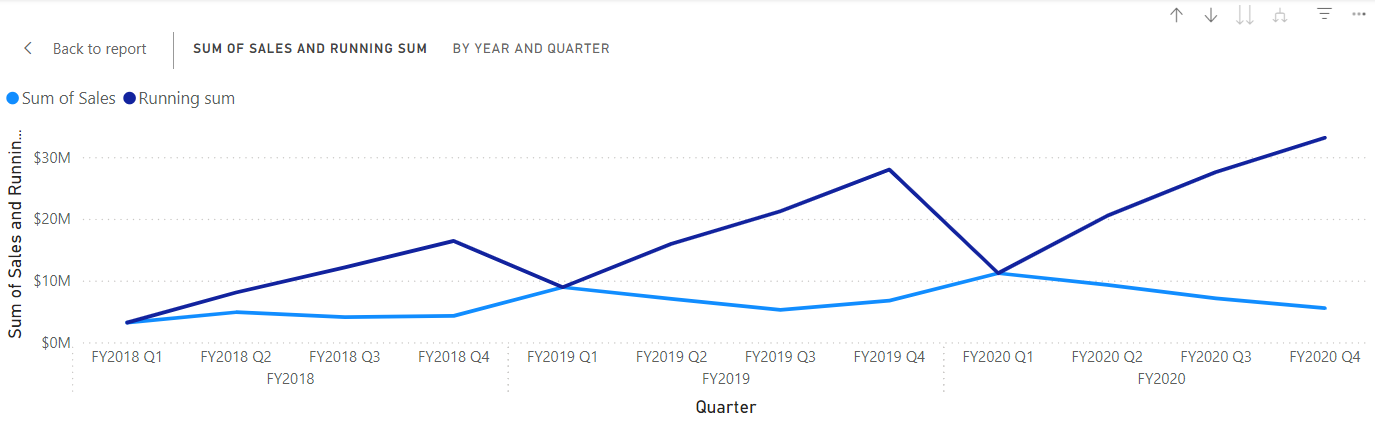 Back to report SUM OF SALES AND RUNNING SUM BY YEAR AND QUARTER
Sum of Sales Running sum
Sum of Sales and Runnin...
$30M
$20M
$10M
$0M
FY2018 Q1 FY2018 Q2 FY2018 Q3 FY2018 Q4 FY2019 Q1 FY2019 Q2 FY2019 Q3 FY2019 Q4 FY2020 Q1 FY2020 Q2 FY2020 Q3 FY2020 Q4
FY2018 FY2019 FY2020
Quarter